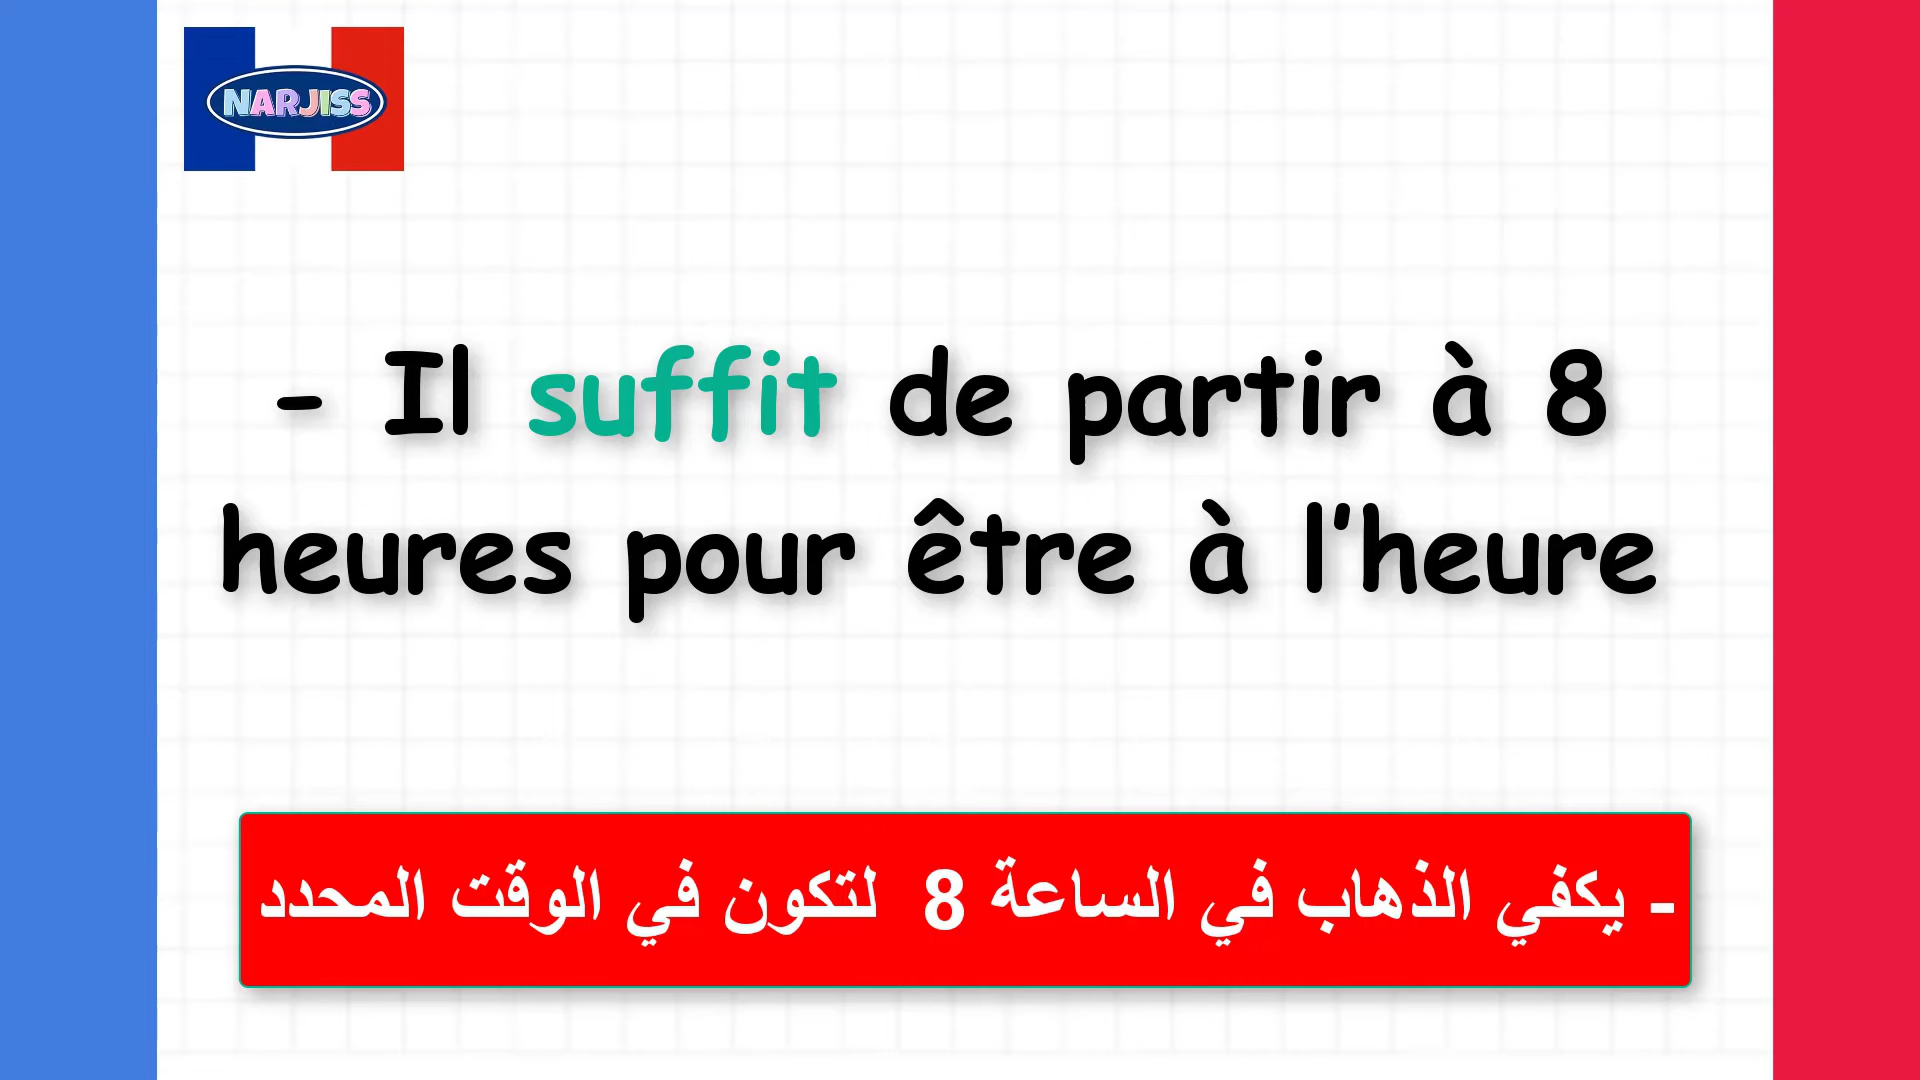 NARJISS
- Il suffit de partir à 8
heures pour être à l'heure
- يكفي الذهاب في الساعة 8 لتكون في الوقت المحدد